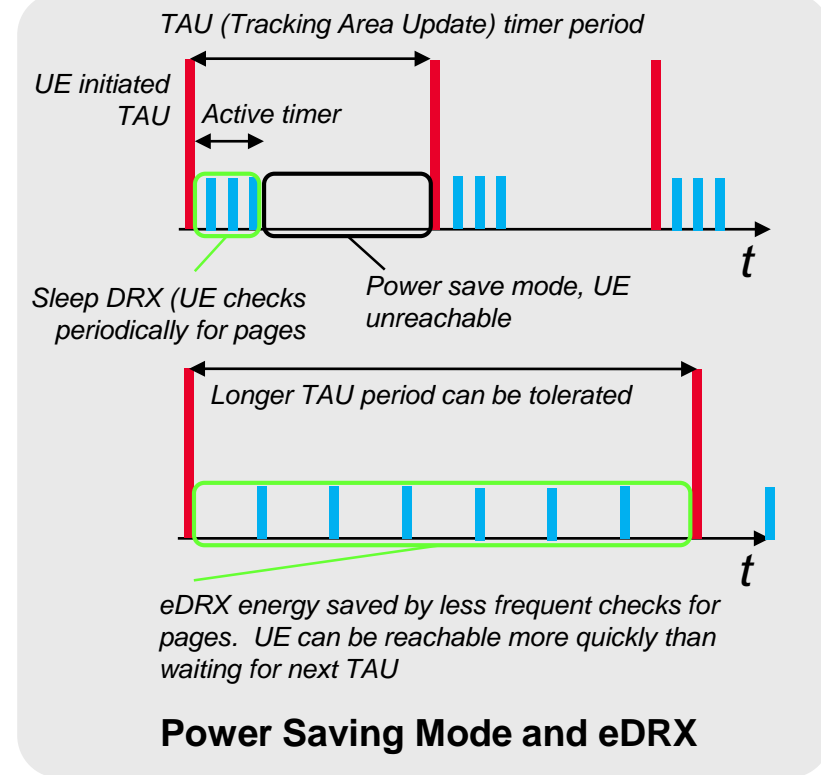 TAU (Tracking Area Update) timer period
UE initiated
TAU
Active timer
t
Sleep DRX (UE checks
periodically for pages
Power save mode, UE
unreachable
Longer TAU period can be tolerated
t
eDRX energy saved by less frequent checks for
pages. UE can be reachable more quickly than
waiting for next TAU
Power Saving Mode and eDRX